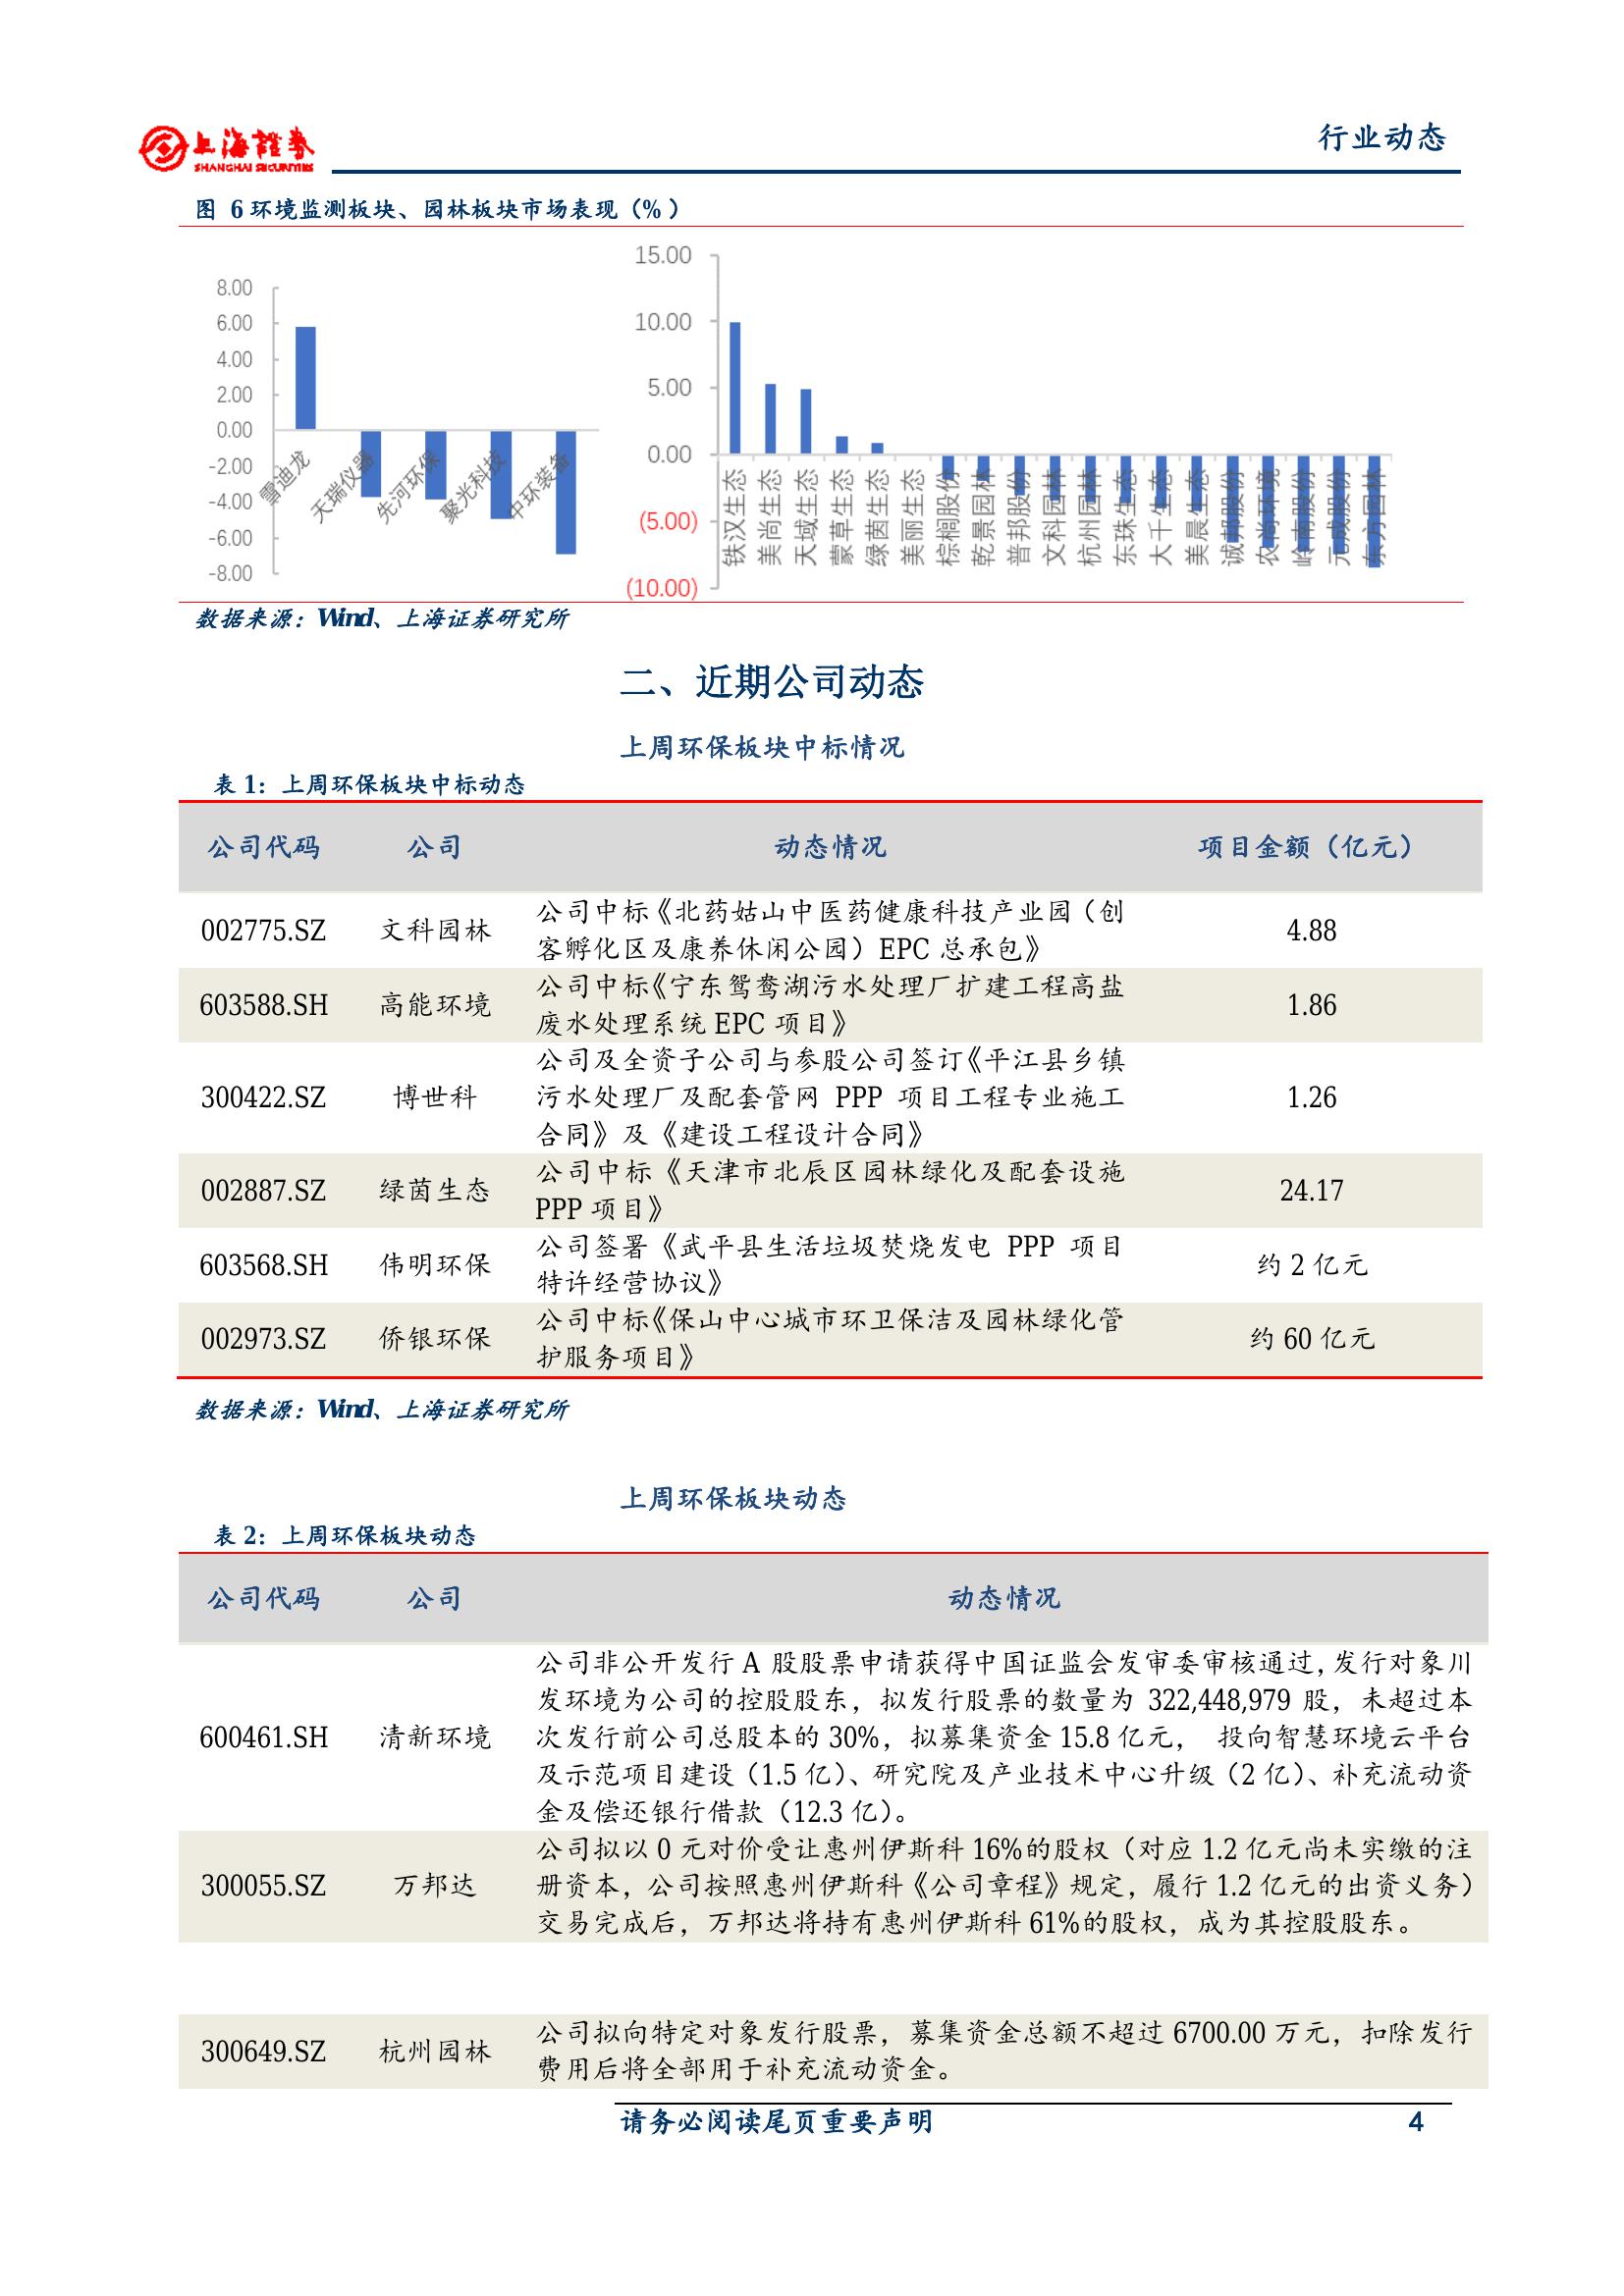 上海證券
SHANGHAI SECURITIES
行业动态
图 6 环境监测板块、园林板块市场表现（%）
8.00
6.00
4.00
2.00
0.00
-2.00
-4.00
-6.00
-8.00
雪迪龙
天瑞仪器
先河环保
聚光科技
中环装备
15.00
10.00
5.00
0.00
(5.00)
(10.00)
铁汉生态
美尚生态
天域生态
蒙草生态
绿茵生态
美丽生态
棕榈股份
乾景园林
普邦股份
文科园林
杭州园林
东珠生态
大千生态
美晨生态
诚邦股份
农尚环境
岭南股份
元成股份
东方园林
数据来源：Wind、上海证券研究所
二、近期公司动态
上周环保板块中标情况
表 1：上周环保板块中标动态
公司代码 公司 动态情况 项目金额（亿元）
002775.SZ 文科园林 公司中标《北药姑山中医药健康科技产业园（创
客孵化区及康养休闲公园）EPC 总承包》 4.88
603588.SH 高能环境 公司中标《宁东鸳鸯湖污水处理厂扩建工程高盐
废水处理系统 EPC 项目》 1.86
300422.SZ 博世科 公司及全资子公司与参股公司签订《平江县乡镇
污水处理厂及配套管网 PPP 项目工程专业施工
合同》及《建设工程设计合同》 1.26
002887.SZ 绿茵生态 公司中标《天津市北辰区园林绿化及配套设施
PPP 项目》 24.17
603568.SH 伟明环保 公司签署《武平县生活垃圾焚烧发电 PPP 项目
特许经营协议》 约 2 亿元
002973.SZ 侨银环保 公司中标《保山中心城市环卫保洁及园林绿化管
护服务项目》 约 60 亿元
数据来源：Wind、上海证券研究所
上周环保板块动态
表 2：上周环保板块动态
公司代码 公司 动态情况
600461.SH 清新环境 公司非公开发行 A 股股票申请获得中国证监会发审委审核通过，发行对象川
发环境为公司的控股股东，拟发行股票的数量为 322,448,979 股，未超过本
次发行前公司总股本的 30%，拟募集资金 15.8 亿元， 投向智慧环境云平台
及示范项目建设（1.5 亿）、研究院及产业技术中心升级（2 亿）、补充流动资
金及偿还银行借款（12.3 亿）。
300055.SZ 万邦达 公司拟以 0 元对价受让惠州伊斯科 16%的股权（对应 1.2 亿元尚未实缴的注
册资本，公司按照惠州伊斯科《公司章程》规定，履行 1.2 亿元的出资义务）
交易完成后，万邦达将持有惠州伊斯科 61%的股权，成为其控股股东。
300649.SZ 杭州园林 公司拟向特定对象发行股票，募集资金总额不超过 6700.00 万元，扣除发行
费用后将全部用于补充流动资金。
请务必阅读尾页重要声明 4